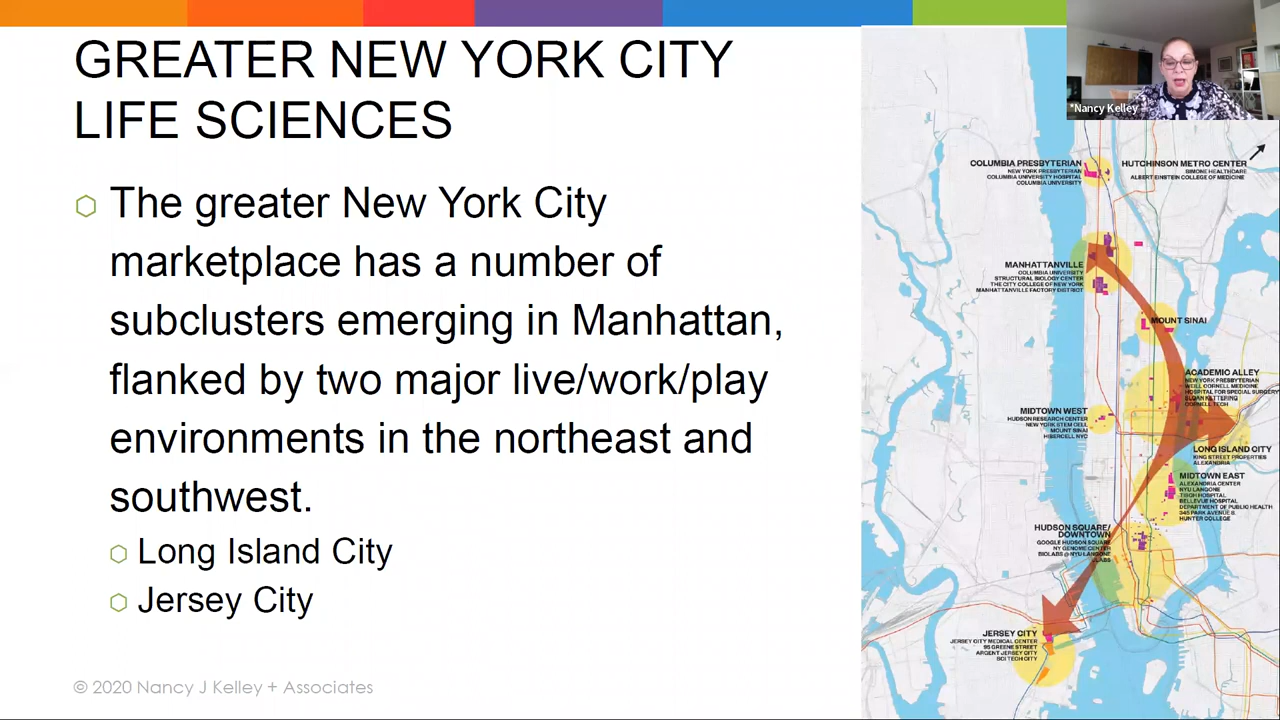 GREATER NEW YORK CITY
LIFE SCIENCES
The greater New York City
marketplace has a number of
subclusters emerging in Manhattan,
flanked by two major live/work/play
environments in the northeast and
southwest.
Long Island City
Jersey City
© 2020 Nancy J Kelley + Associates
*Nancy Kelley
COLUMBIA PRESBYTERIAN
NEW YORK PRESBYTERIAN
COLUMBIA UNIVERSITY HOSPITAL
COLUMBIA UNIVERSITY
HUTCHINSON METRO CENTER
SIMONE HEALTHCARE
ALBERT EINSTEIN COLLEGE OF MEDICINE
MANHATTANVILLE
COLUMBIA UNIVERSITY
STRUCTURAL BIOLOGY CENTER
THE CITY COLLEGE OF NEW YORK
MANHATTANVILLE FACTORY DISTRICT
MOUNT SINAI
ACADEMIC ALLEY
NEW YORK PRESBYTERIAN
WEILL CORNELL MEDICINE
HOSPITAL FOR SPECIAL SURGERY
SLOAN KETTERING
CORNELL TECH
MIDTOWN WEST
HUDSON RESEARCH CENTER
NEW YORK STEM CELL
MOUNT SINAI
HIBERCELL NYC
LONG ISLAND CITY
KING STREET PROPERTIES
ALEXANDRIA
MIDTOWN EAST
ALEXANDRIA CENTER
NYU LANGONE
TISCH HOSPITAL
BELLEVUE HOSPITAL
DEPARTMENT OF PUBLIC HEALTH
345 PARK AVENUE S.
HUNTER COLLEGE
HUDSON SQUARE/
DOWNTOWN
GOOGLE HUDSON SQUARE
NY GENOME CENTER
BIOLABS@NYULANGONE
JLABS
JERSEY CITY
JERSEY CITY MEDICAL CENTER
95 GREENE STREET
ARGENT JERSEY CITY
SCI TECH CITY